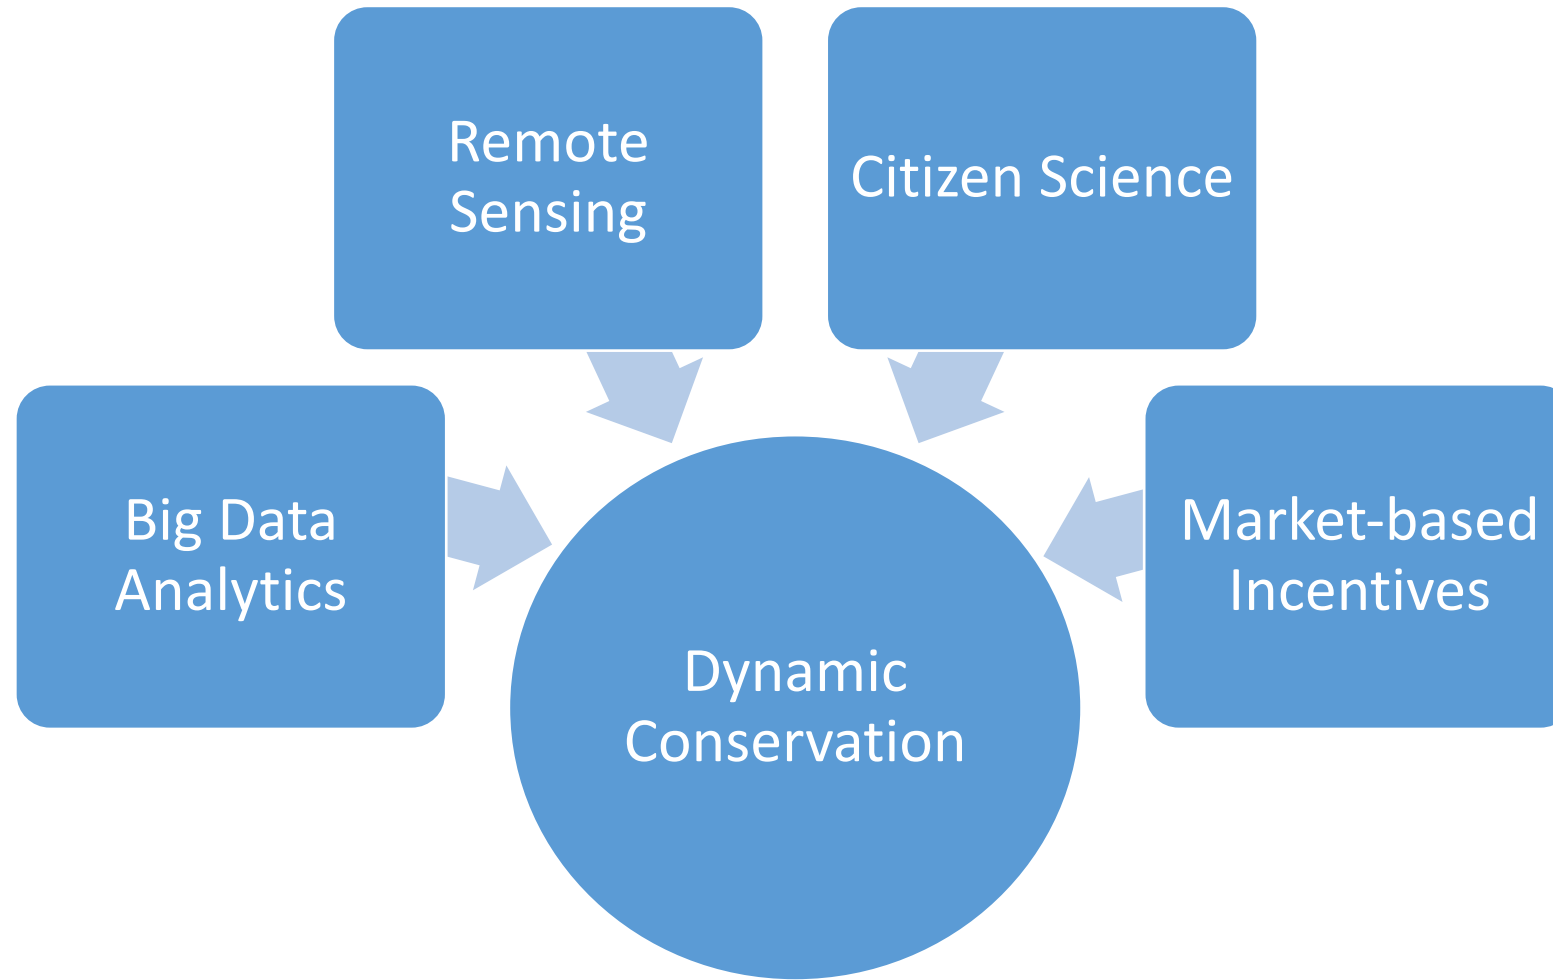 Remote
Sensing
Citizen Science
Big Data
Analytics
Market-based
Incentives
Dynamic
Conservation